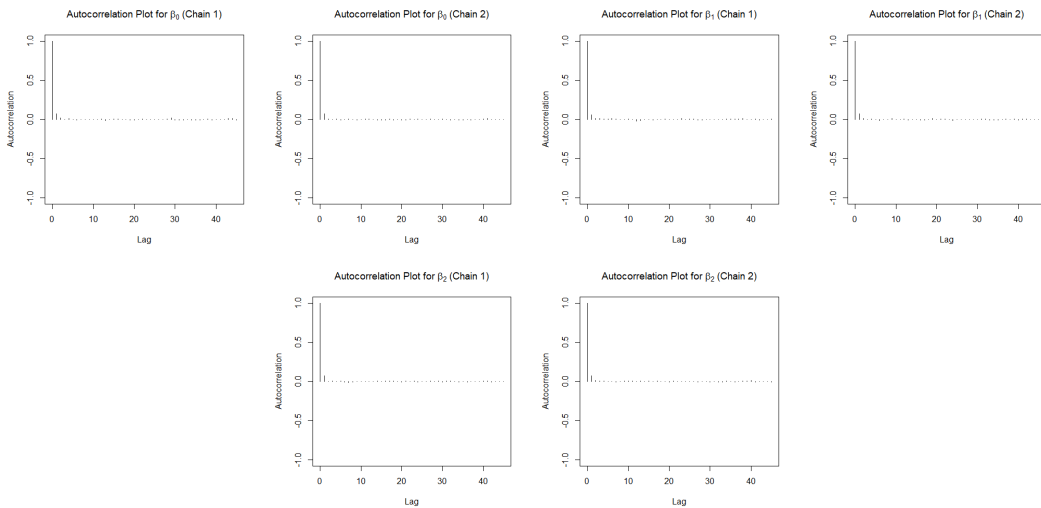 Autocorrelation Plot for β₀ (Chain 1)
Autocorrelation
1.0
0.5
0.0
-0.5
-1.0
0 10 20 30 40
Lag
Autocorrelation Plot for β₀ (Chain 2)
Autocorrelation
1.0
0.5
0.0
-0.5
-1.0
0 10 20 30 40
Lag
Autocorrelation Plot for β₁ (Chain 1)
Autocorrelation
1.0
0.5
0.0
-0.5
-1.0
0 10 20 30 40
Lag
Autocorrelation Plot for β₁ (Chain 2)
Autocorrelation
1.0
0.5
0.0
-0.5
-1.0
0 10 20 30 40
Lag
Autocorrelation Plot for β₂ (Chain 1)
Autocorrelation
1.0
0.5
0.0
-0.5
-1.0
0 10 20 30 40
Lag
Autocorrelation Plot for β₂ (Chain 2)
Autocorrelation
1.0
0.5
0.0
-0.5
-1.0
0 10 20 30 40
Lag